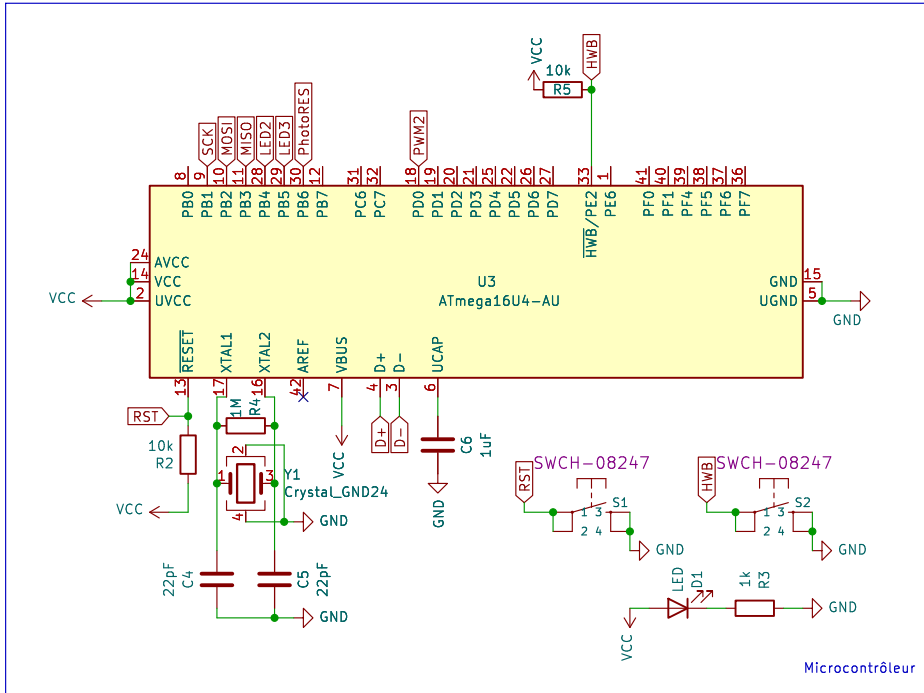 VCC
10k
R5
HWB
SCK
MOSI
MISO
LED2
LED3
PhotoRES
PWM2
8 9 10 11 28 29 30 12 31 32 18 19 20 21 25 22 26 27 33 1 41 40 39 38 37 36
PB0 PB1 PB2 PB3 PB4 PB5 PB6 PB7 PC6 PC7 PD0 PD1 PD2 PD3 PD4 PD5 PD6 PD7 HWB/PE2 PE6 PF0 PF1 PF4 PF5 PF6 PF7
24 AVCC
14 VCC
2 UVCC
VCC
U3
ATmega16U4-AU
GND 15
UGND 5
GND
RESET XTAL1 XTAL2 AREF VBUS D+ D- UCAP
13 17 16 42 7 4 3 6
RST
10k
R2
VCC
1M
R4
2
1 3
4
Y1
Crystal_GND24
GND
VCC
D+
D-
C6
1uF
GND
22pF
C4
C5
22pF
GND
SWCH-08247
RST
S1
1 3
2 4
GND
SWCH-08247
HWB
S2
1 3
2 4
GND
LED
D1
1k
R3
VCC
GND
Microcontrôleur